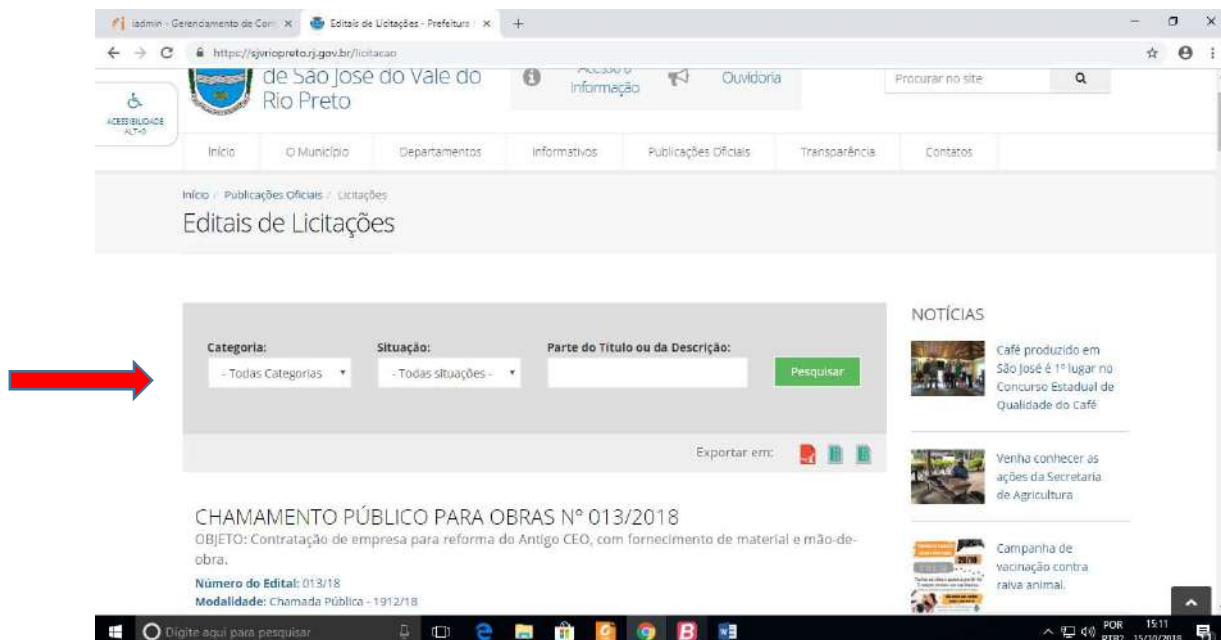 iadmin - Gerenciamento de Con
Editais de Licitações - Prefeitura
https://sjvriopreto.rj.gov.br/licitacao
ACESSIBILIDADE
ALT+0
de São José do Vale do
Rio Preto
Acesso à
Informação
Ouvidoria
Procurar no site
Início
O Município
Departamentos
Informativos
Publicações Oficiais
Transparência
Contatos
Início / Publicações Oficiais / Licitações
Editais de Licitações
Categoria:
Situação:
Parte do Título ou da Descrição:
- Todas Categorias
- Todas situações -
Pesquisar
Exportar em:
CHAMAMENTO PÚBLICO PARA OBRAS Nº 013/2018
OBJETO: Contratação de empresa para reforma do Antigo CEO, com fornecimento de material e mão-de-
obra.
Número do Edital: 013/18
Modalidade: Chamada Pública - 1912/18
NOTÍCIAS
Café produzido em
São José é 1º lugar no
Concurso Estadual de
Qualidade do Café
Venha conhecer as
ações da Secretaria
de Agricultura
Campanha de
vacinação contra
raiva animal.
Digite aqui para pesquisar
POR
PTB2
15:11
15/10/2018